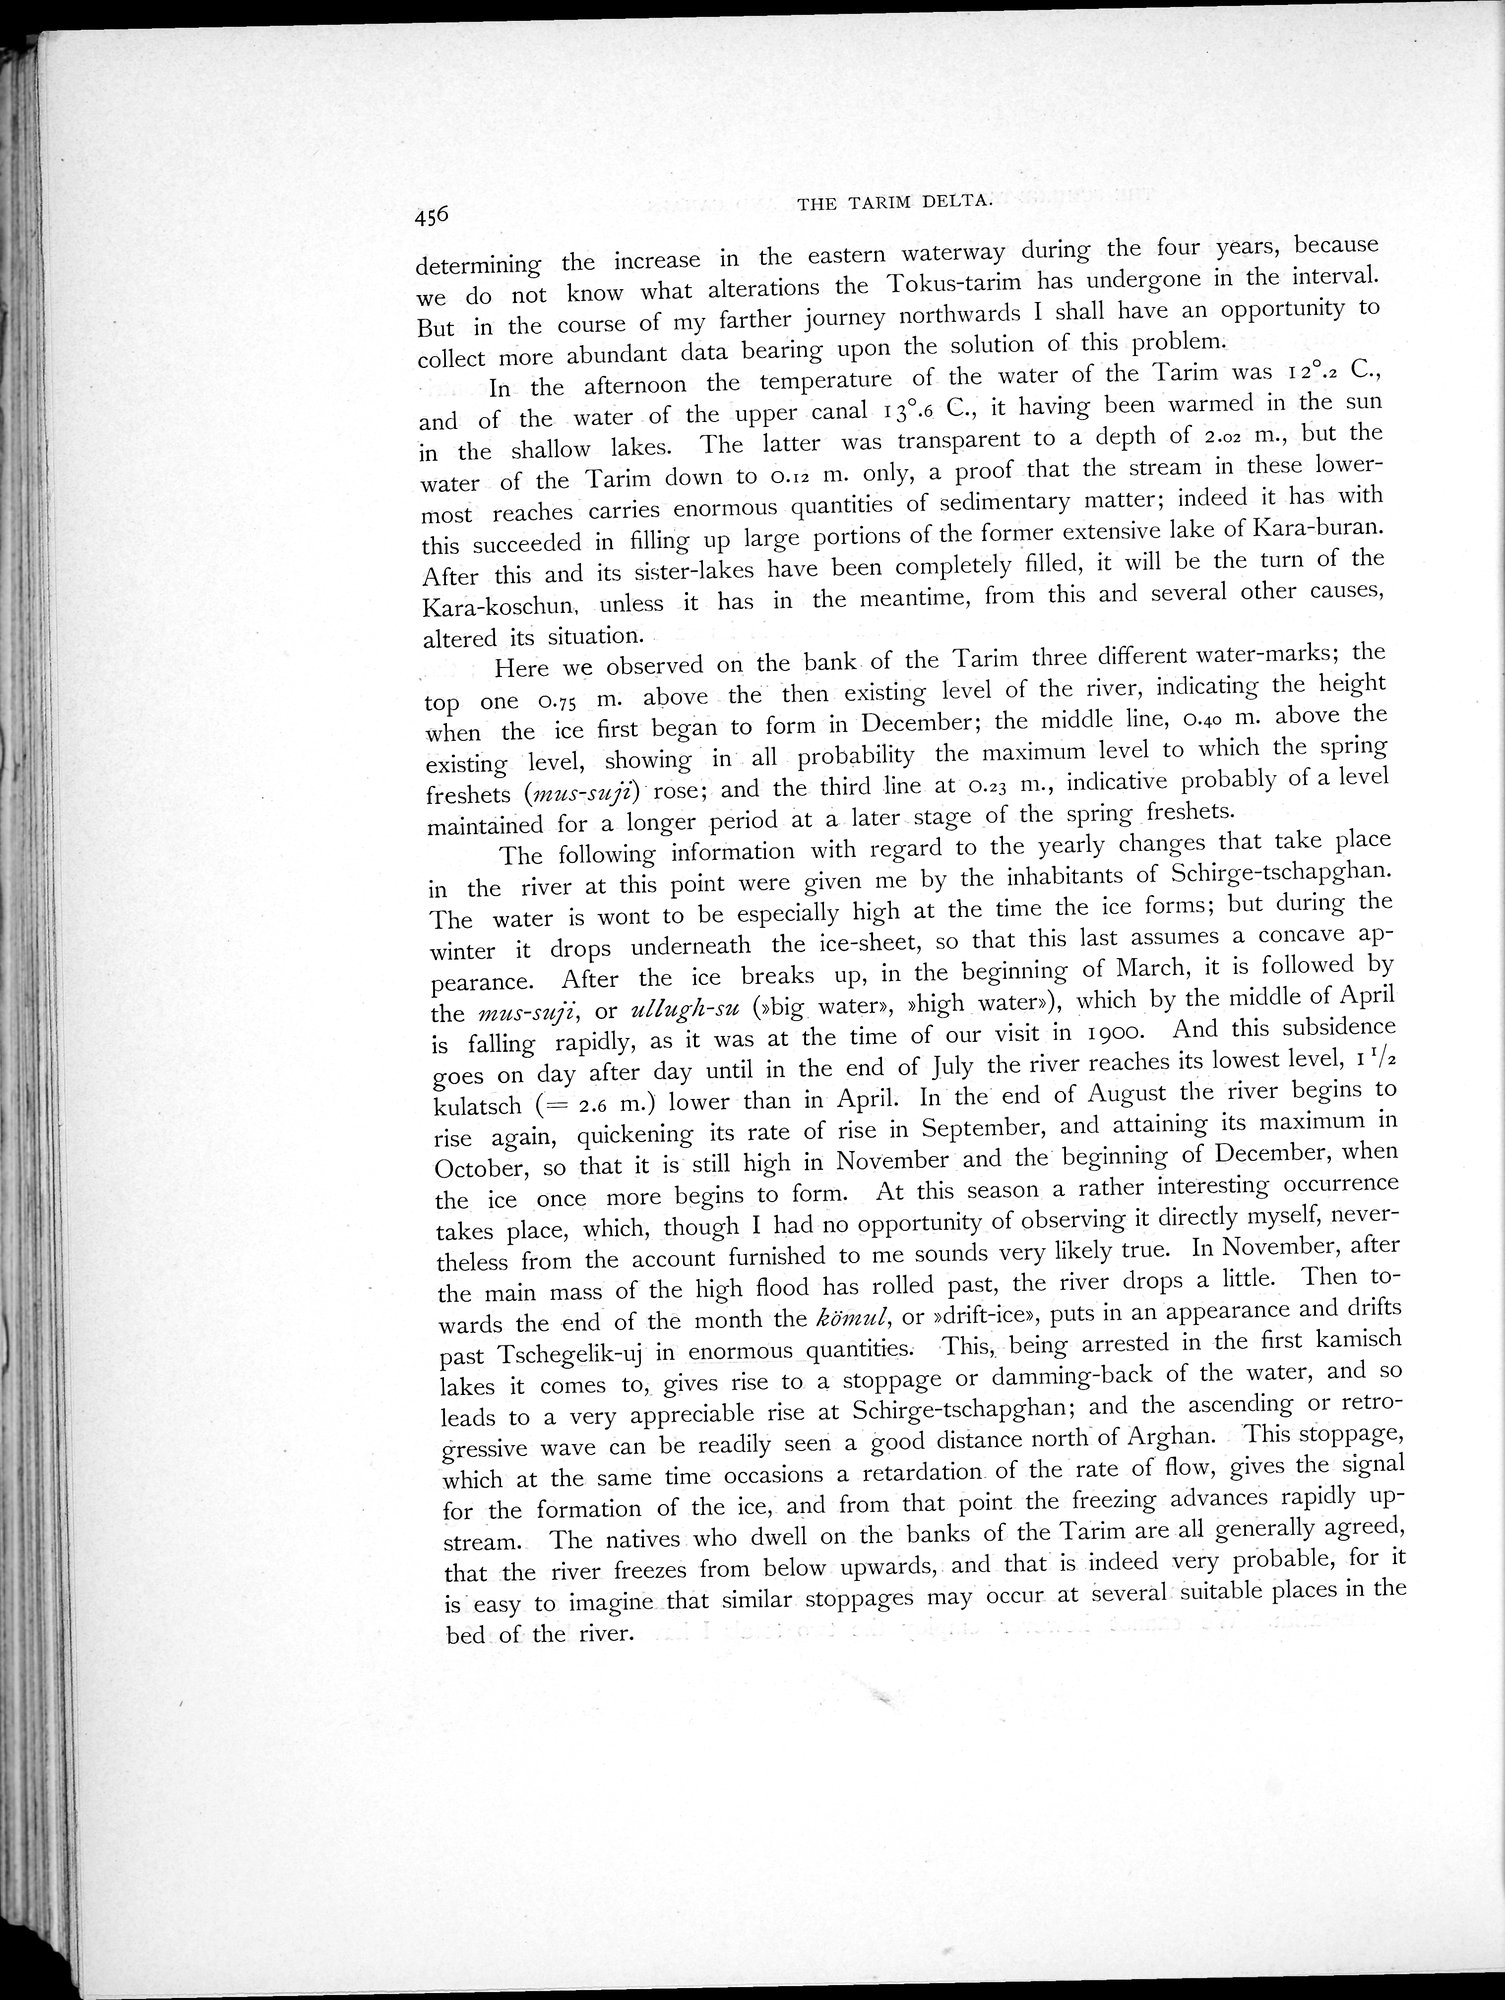 456
THE TARIM DELTA.
determining the increase in the eastern waterway during the four years, because
we do not know what alterations the Tokus-tarim has undergone in the interval.
But in the course of my farther journey northwards I shall have an opportunity to
collect more abundant data bearing upon the solution of this problem.
In the afternoon the temperature of the water of the Tarim was 12°.2 C.,
and of the water of the upper canal 13°.6 C., it having been warmed in the sun
in the shallow lakes. The latter was transparent to a depth of 2.02 m., but the
water of the Tarim down to 0.12 m. only, a proof that the stream in these lower-
most reaches carries enormous quantities of sedimentary matter; indeed it has with
this succeeded in filling up large portions of the former extensive lake of Kara-buran.
After this and its sister-lakes have been completely filled, it will be the turn of the
Kara-koschun, unless it has in the meantime, from this and several other causes,
altered its situation.
Here we observed on the bank of the Tarim three different water-marks; the
top one 0.75 m. above the then existing level of the river, indicating the height
when the ice first began to form in December; the middle line, 0.40 m. above the
existing level, showing in all probability the maximum level to which the spring
freshets (mus-suji) rose; and the third line at 0.23 m., indicative probably of a level
maintained for a longer period at a later stage of the spring freshets.
The following information with regard to the yearly changes that take place
in the river at this point were given me by the inhabitants of Schirge-tschapghan.
The water is wont to be especially high at the time the ice forms; but during the
winter it drops underneath the ice-sheet, so that this last assumes a concave ap-
pearance. After the ice breaks up, in the beginning of March, it is followed by
the mus-suji, or ullugh-su (»big water», »high water»), which by the middle of April
is falling rapidly, as it was at the time of our visit in 1900. And this subsidence
goes on day after day until in the end of July the river reaches its lowest level, 1 1/2
kulatsch (= 2.6 m.) lower than in April. In the end of August the river begins to
rise again, quickening its rate of rise in September, and attaining its maximum in
October, so that it is still high in November and the beginning of December, when
the ice once more begins to form. At this season a rather interesting occurrence
takes place, which, though I had no opportunity of observing it directly myself, never-
theless from the account furnished to me sounds very likely true. In November, after
the main mass of the high flood has rolled past, the river drops a little. Then to-
wards the end of the month the kömul, or »drift-ice», puts in an appearance and drifts
past Tschegelik-uj in enormous quantities. This, being arrested in the first kamisch
lakes it comes to, gives rise to a stoppage or damming-back of the water, and so
leads to a very appreciable rise at Schirge-tschapghan; and the ascending or retro-
gressive wave can be readily seen a good distance north of Arghan. This stoppage,
which at the same time occasions a retardation of the rate of flow, gives the signal
for the formation of the ice, and from that point the freezing advances rapidly up-
stream. The natives who dwell on the banks of the Tarim are all generally agreed,
that the river freezes from below upwards, and that is indeed very probable, for it
is easy to imagine that similar stoppages may occur at several suitable places in the
bed of the river.